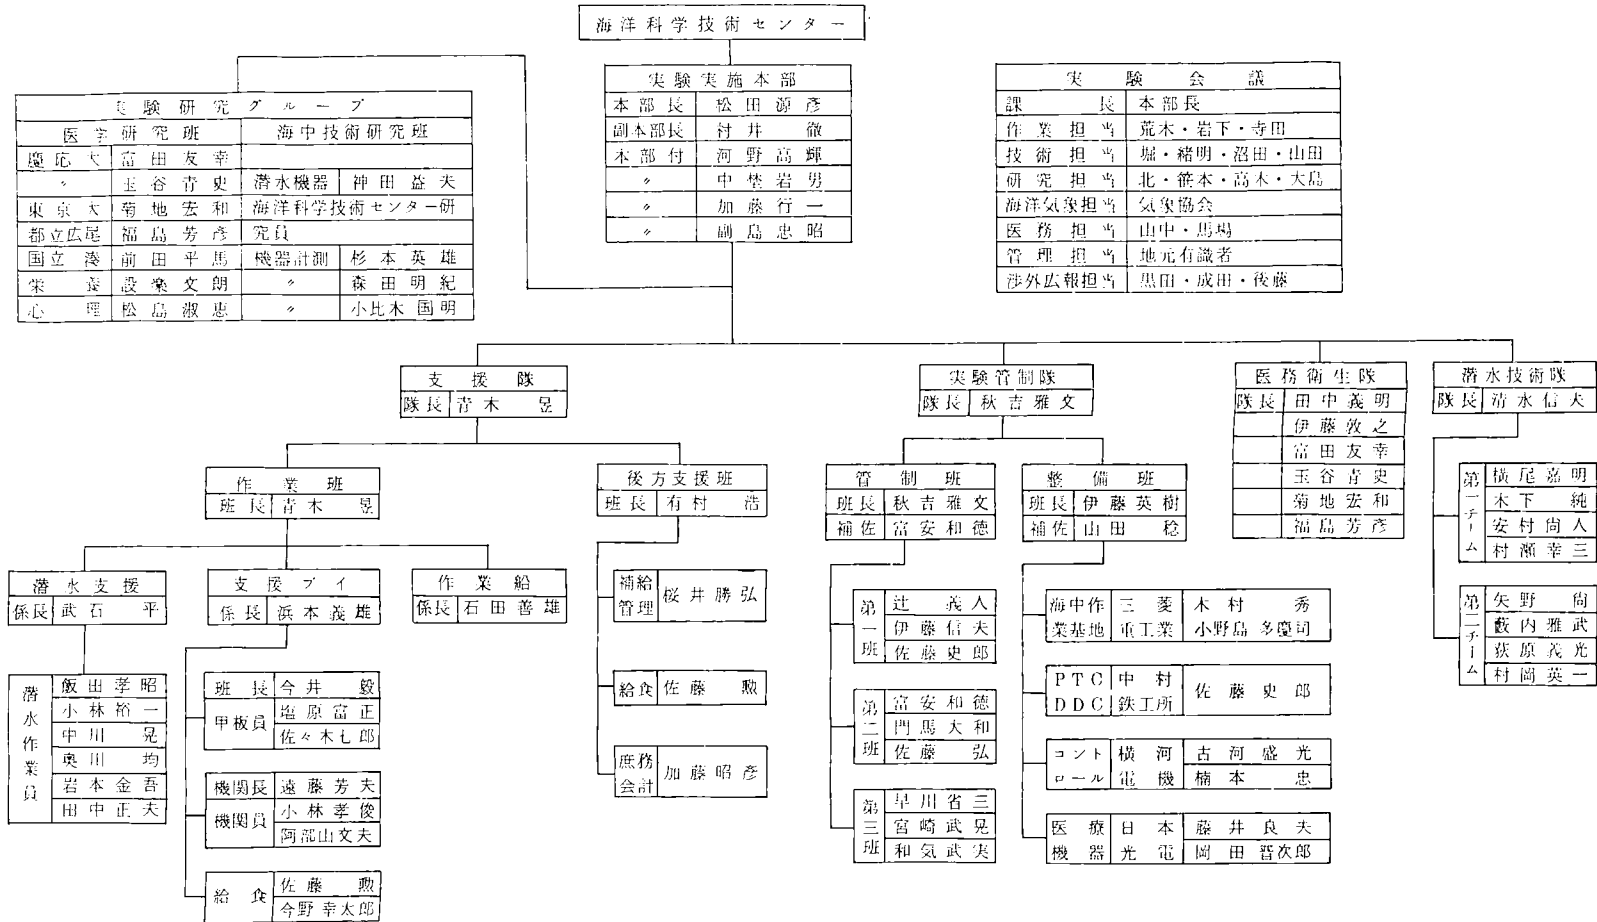 海洋科学技術センター
実験実施本部
本部長 松田源彦
副本部長 村井 徹
本部付 河野高輝
〃 中埜岩男
〃 加藤行一
〃 副島忠昭
実験会議
課長 本部長
作業担当 荒木・岩下・寺田
技術担当 堀・緒明・沼田・山田
研究担当 北・笹本・高木・大島
海洋気象担当 気象協会
医務担当 山中・馬場
管理担当 地元有識者
渉外広報担当 黒田・成田・後藤
実験研究グループ
医学研究班 海中技術研究班
慶応大 富田友幸
〃 玉谷青史 潜水機器 神田益夫
東京大 菊地宏和 海洋科学技術センター研
都立広尾 福島芳彦 究員
国立湊 前田平馬 機器計測 杉本英雄
栄養 設楽文朗 〃 森田明紀
心理 松島淑恵 〃 小比木国明
支援隊
隊長 青木 昱
作業班
班長 青木 昱
潜水支援
係長 武石 平
潜水作業員
飯田孝昭
小林裕一
中川 晃
奥川 均
岩本金吾
田中正夫
支援ブイ
係長 浜本義雄
班長 今井 毅
甲板員 塩原富正
佐々木七郎
機関長 遠藤芳夫
機関員 小林孝俊
阿部山文夫
給食 佐藤 勲
今野幸太郎
作業船
係長 石田善雄
後方支援班
班長 有村 浩
補給管理 桜井勝弘
給食 佐藤 勲
庶務会計 加藤昭彦
実験管制隊
隊長 秋吉雅文
管制班
班長 秋吉雅文
補佐 富安和徳
第一班
辻 義人
伊藤信夫
佐藤史郎
第二班
富安和徳
門馬大和
佐藤 弘
第三班
早川省三
宮崎武晃
和気武実
整備班
班長 伊藤英樹
補佐 山田 稔
海中作 三菱 木村 秀
業基地 重工業 小野島多慶司
PTC 中村 佐藤史郎
DDC 鉄工所
コント 横河 古河盛光
ロール 電機 楠本 忠
医療 日本 藤井良夫
機器 光電 岡田晋次郎
医務衛生隊
隊長 田中義明
伊藤敦之
富田友幸
玉谷青史
菊地宏和
福島芳彦
潜水技術隊
隊長 清水信夫
第一チーム
横尾嘉明
木下 純
安村尚人
村瀬幸三
第二チーム
矢野 尚
藪内雅武
荻原義光
村岡英一